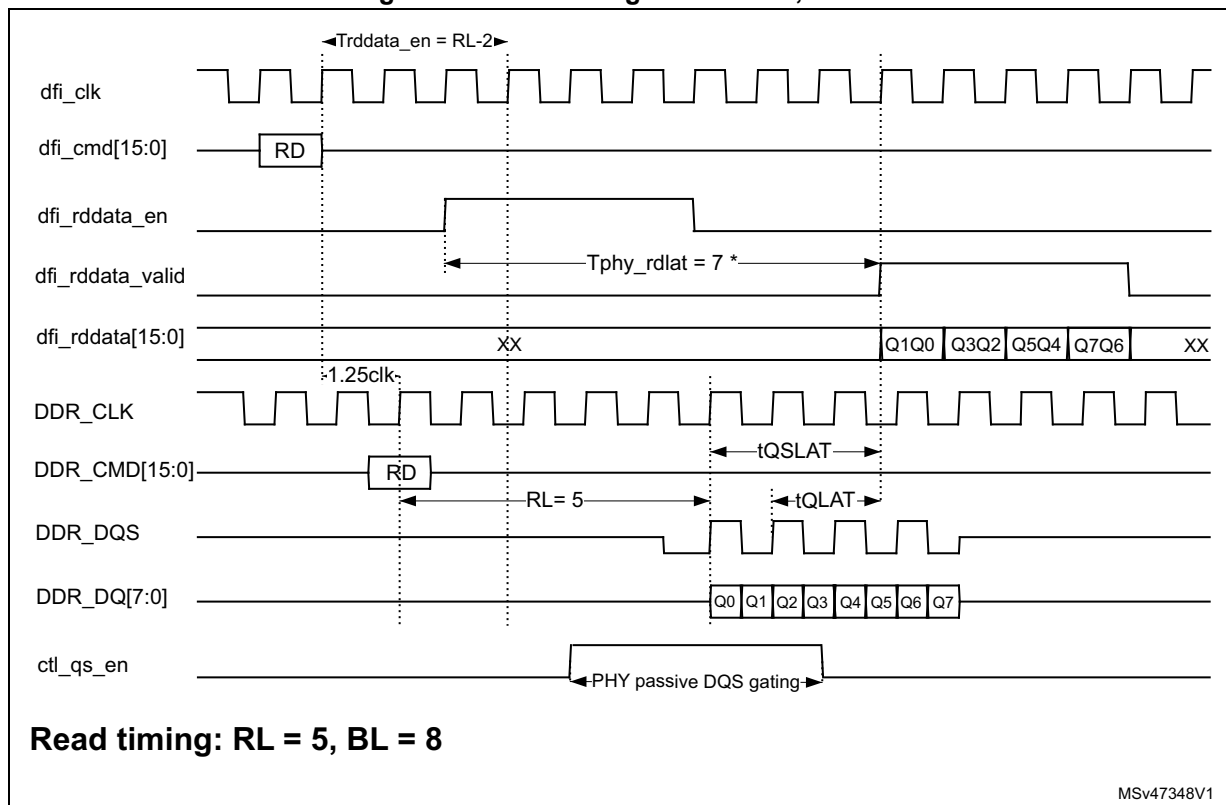 Trddata_en = RL-2
dfi_clk
dfi_cmd[15:0]
RD
dfi_rddata_en
Tphy_rdlat = 7 *
dfi_rddata_valid
dfi_rddata[15:0]
XX
Q1Q0 Q3Q2 Q5Q4 Q7Q6 XX
1.25clk
DDR_CLK
tQSLAT
DDR_CMD[15:0]
RD
RL= 5
tQLAT
DDR_DQS
DDR_DQ[7:0]
Q0 Q1 Q2 Q3 Q4 Q5 Q6 Q7
ctl_qs_en
PHY passive DQS gating
Read timing: RL = 5, BL = 8
MSv47348V1